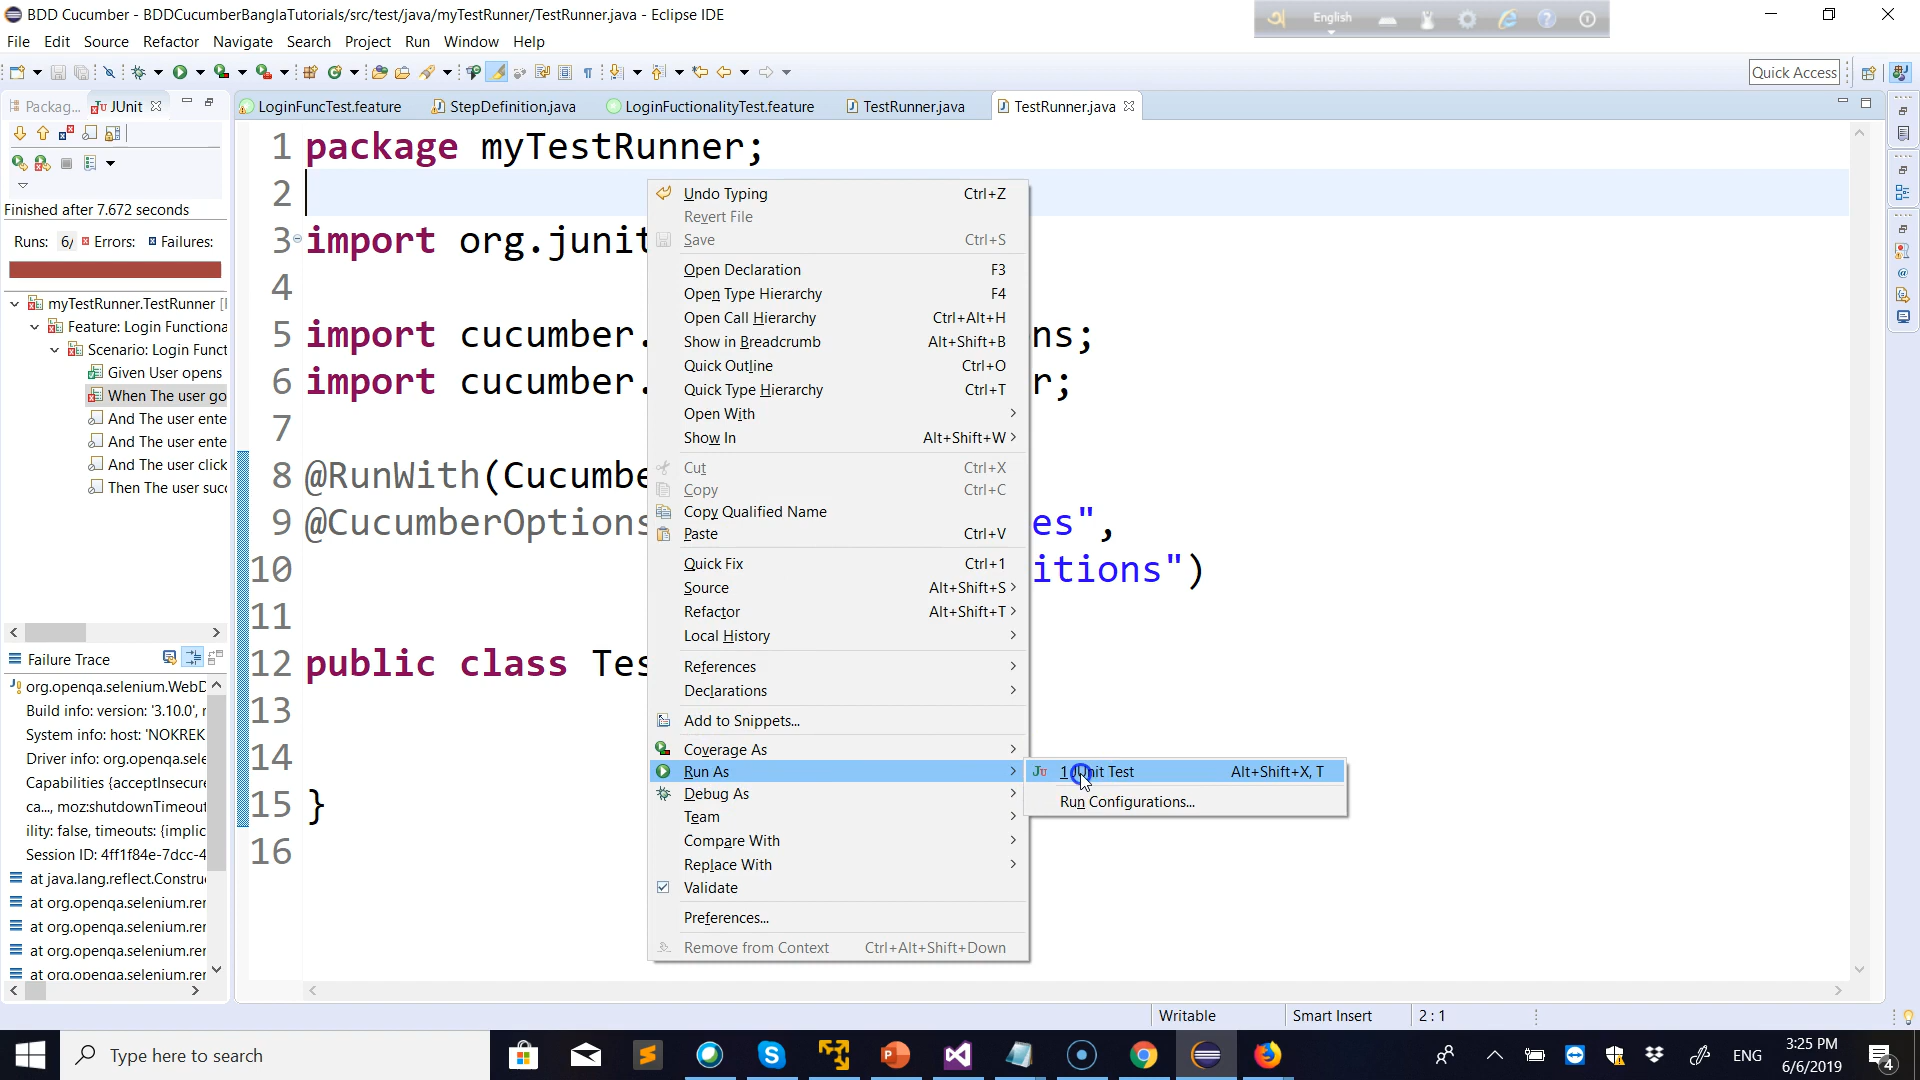 BDD Cucumber - BDDCucumberBanglaTutorials/src/test/java/myTestRunner/TestRunner.java - Eclipse IDE
English
File Edit Source Refactor Navigate Search Project Run Window Help
Quick Access
Packag... JUnit
LoginFuncTest.feature StepDefinition.java LoginFuctionalityTest.feature TestRunner.java TestRunner.java
Finished after 7.672 seconds
Runs: 6/ Errors: Failures:
myTestRunner.TestRunner
Feature: Login Functiona
Scenario: Login Funct
Given User opens
When The user go
And The user ente
And The user ente
And The user click
Then The user succ
Failure Trace
org.openqa.selenium.WebD
Build info: version: '3.10.0', r
System info: host: 'NOKREK
Driver info: org.openqa.sele
Capabilities {acceptInsecure
ca..., moz:shutdownTimeout
ility: false, timeouts: {implic
Session ID: 4ff1f84e-7dcc-4
at java.lang.reflect.Constru
at org.openqa.selenium.rer
at org.openqa.selenium.rer
at org.openqa.selenium.rer
at org.openqa.selenium.rer
1 package myTestRunner;
2
3 import org.junit
4
5 import cucumber. ns;
6 import cucumber. r;
7
8 @RunWith(Cucumbe
9 @CucumberOptions es",
10 itions")
11
12 public class Tes
13
14
15 }
16
Undo Typing Ctrl+Z
Revert File
Save Ctrl+S
Open Declaration F3
Open Type Hierarchy F4
Open Call Hierarchy Ctrl+Alt+H
Show in Breadcrumb Alt+Shift+B
Quick Outline Ctrl+O
Quick Type Hierarchy Ctrl+T
Open With
Show In Alt+Shift+W
Cut Ctrl+X
Copy Ctrl+C
Copy Qualified Name
Paste Ctrl+V
Quick Fix Ctrl+1
Source Alt+Shift+S
Refactor Alt+Shift+T
Local History
References
Declarations
Add to Snippets...
Coverage As
Run As
Debug As
Team
Compare With
Replace With
Validate
Preferences...
Remove from Context Ctrl+Alt+Shift+Down
1 JUnit Test Alt+Shift+X, T
Run Configurations...
Writable Smart Insert 2 : 1
Type here to search
ENG
3:25 PM
6/6/2019
4